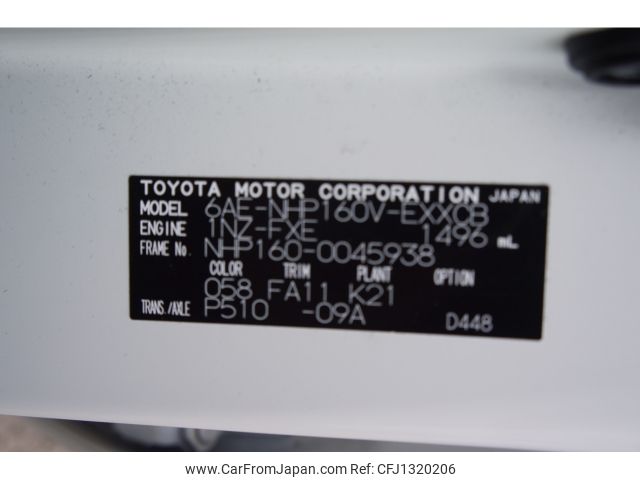 TOYOTA MOTOR CORPORATION JAPAN
MODEL 6AE-NHP160V-EXXCB
ENGINE 1NZ-FXE 1496 mL
FRAME No NHP160-0045938
COLOR TRIM PLANT OPTION
058 FA11 K21
TRANS./AXLE P510 -09A
D448
© www.CarFromJapan.com - CFJ1320206